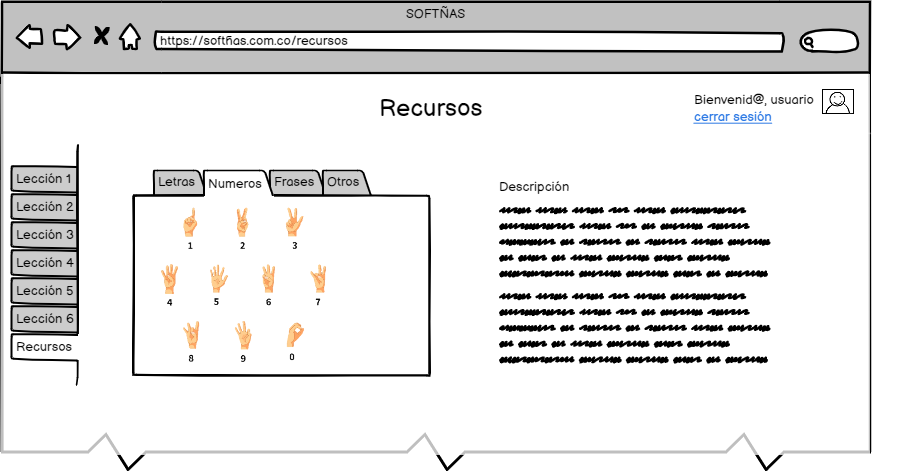 SOFTÑAS
https://softñas.com.co/recursos
Bienvenid@, usuario
Recursos
cerrar sesión
Lección 1
Lección 2
Lección 3
Lección 4
Lección 5
Lección 6
Recursos
Letras Numeros Frases Otros
1 2 3
4 5 6 7
8 9 0
Descripción